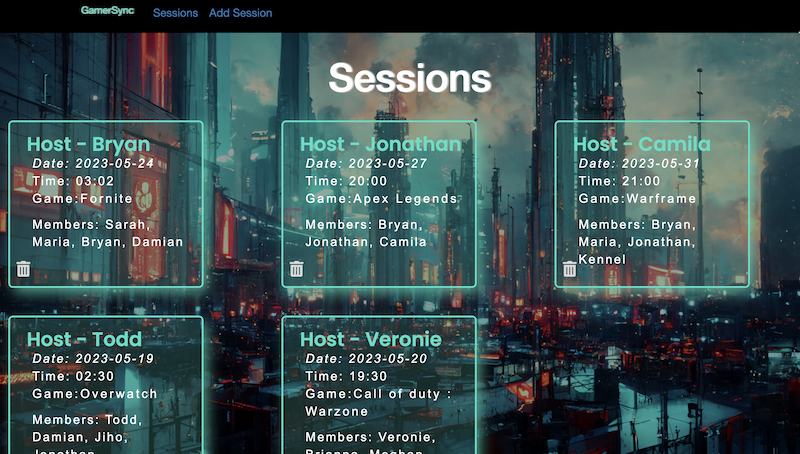 GamerSync
Sessions Add Session
Sessions
Host - Bryan
Date: 2023-05-24
Time: 03:02
Game:Fornite
Members: Sarah,
Maria, Bryan, Damian
Host - Jonathan
Date: 2023-05-27
Time: 20:00
Game:Apex Legends
Members: Bryan,
Jonathan, Camila
Host - Camila
Date: 2023-05-31
Time: 21:00
Game:Warframe
Members: Bryan,
Maria, Jonathan,
Kennel
Host - Todd
Date: 2023-05-19
Time: 02:30
Game:Overwatch
Members: Todd,
Damian, Jiho,
Jonathan
Host - Veronie
Date: 2023-05-20
Time: 19:30
Game:Call of duty :
Warzone
Members: Veronie,
Brianna, Meghan